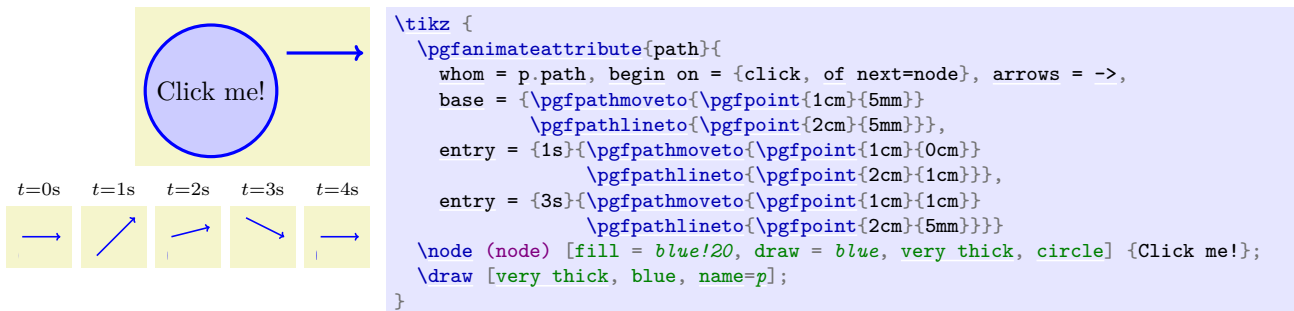 Click me!
t=0s t=1s t=2s t=3s t=4s
\tikz {
  \pgfanimateattribute{path}{
    whom = p.path, begin on = {click, of next=node}, arrows = ->,
    base = {\pgfpathmoveto{\pgfpoint{1cm}{5mm}}
            \pgfpathlineto{\pgfpoint{2cm}{5mm}}},
    entry = {1s}{\pgfpathmoveto{\pgfpoint{1cm}{0cm}}
                 \pgfpathlineto{\pgfpoint{2cm}{1cm}}},
    entry = {3s}{\pgfpathmoveto{\pgfpoint{1cm}{1cm}}
                 \pgfpathlineto{\pgfpoint{2cm}{5mm}}}}
  \node (node) [fill = blue!20, draw = blue, very thick, circle] {Click me!};
  \draw [very thick, blue, name=p];
}